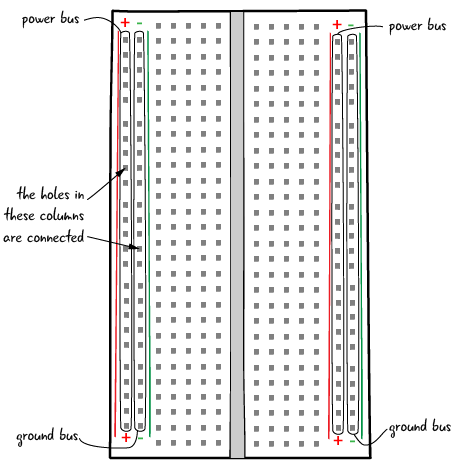 power bus
+ -
+ -
power bus
the holes in
these columns
are connected
ground bus
+ -
+ -
ground bus